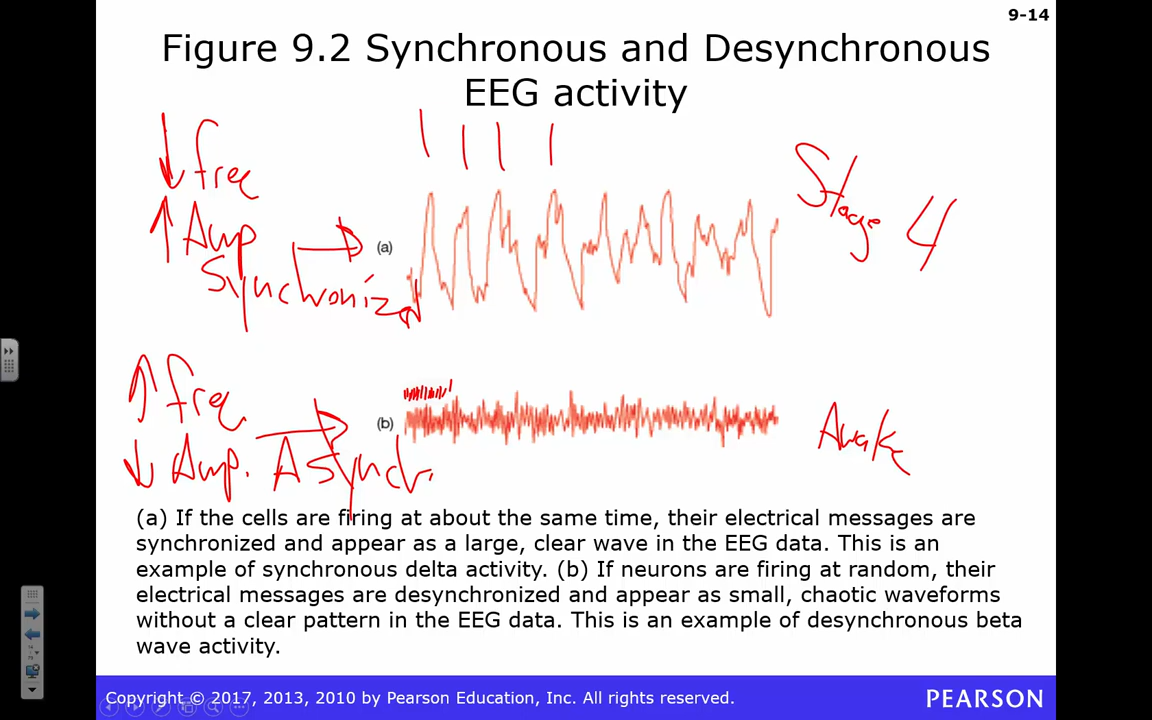 9-14
Figure 9.2 Synchronous and Desynchronous
EEG activity
↓ freq
↑ Amp
Synchronized
(a)
Stage 4
↑ freq.
↓ Amp. Asynchr.
(b)
Awake
(a) If the cells are firing at about the same time, their electrical messages are
synchronized and appear as a large, clear wave in the EEG data. This is an
example of synchronous delta activity. (b) If neurons are firing at random, their
electrical messages are desynchronized and appear as small, chaotic waveforms
without a clear pattern in the EEG data. This is an example of desynchronous beta
wave activity.
Copyright © 2017, 2013, 2010 by Pearson Education, Inc. All rights reserved.
PEARSON